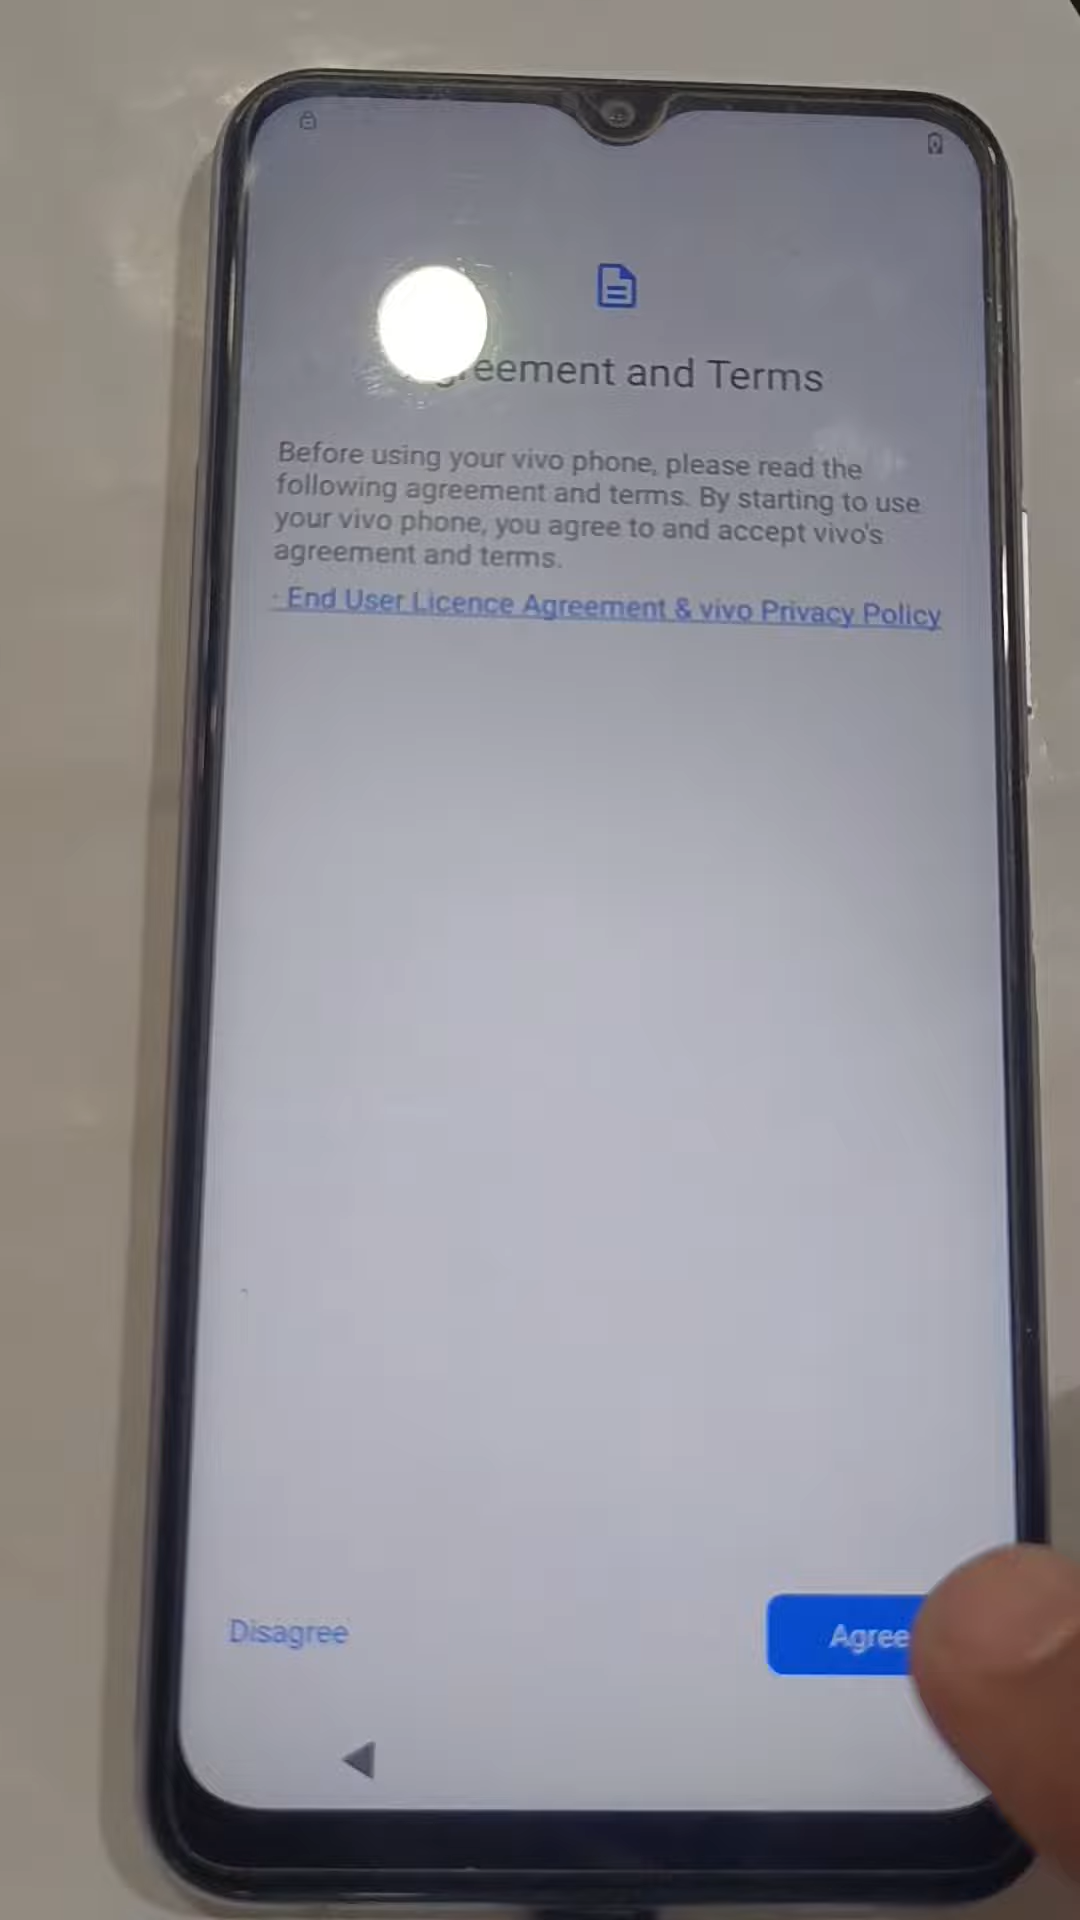 Agreement and Terms
Before using your vivo phone, please read the
following agreement and terms. By starting to use
your vivo phone, you agree to and accept vivo's
agreement and terms.
· End User Licence Agreement & vivo Privacy Policy
Disagree
Agree